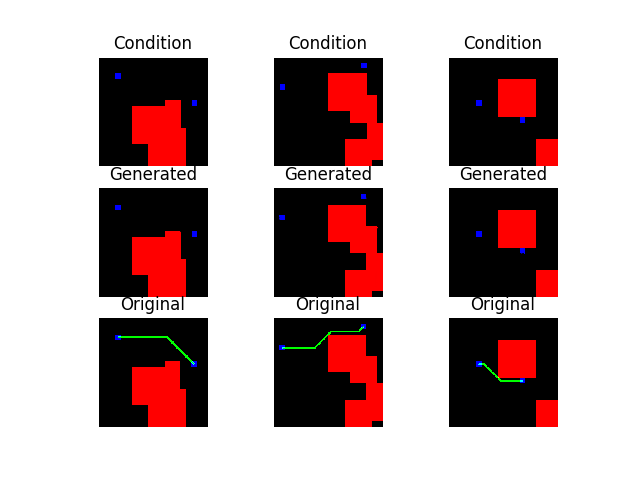 Condition Condition Condition
Generated Generated Generated
Original Original Original